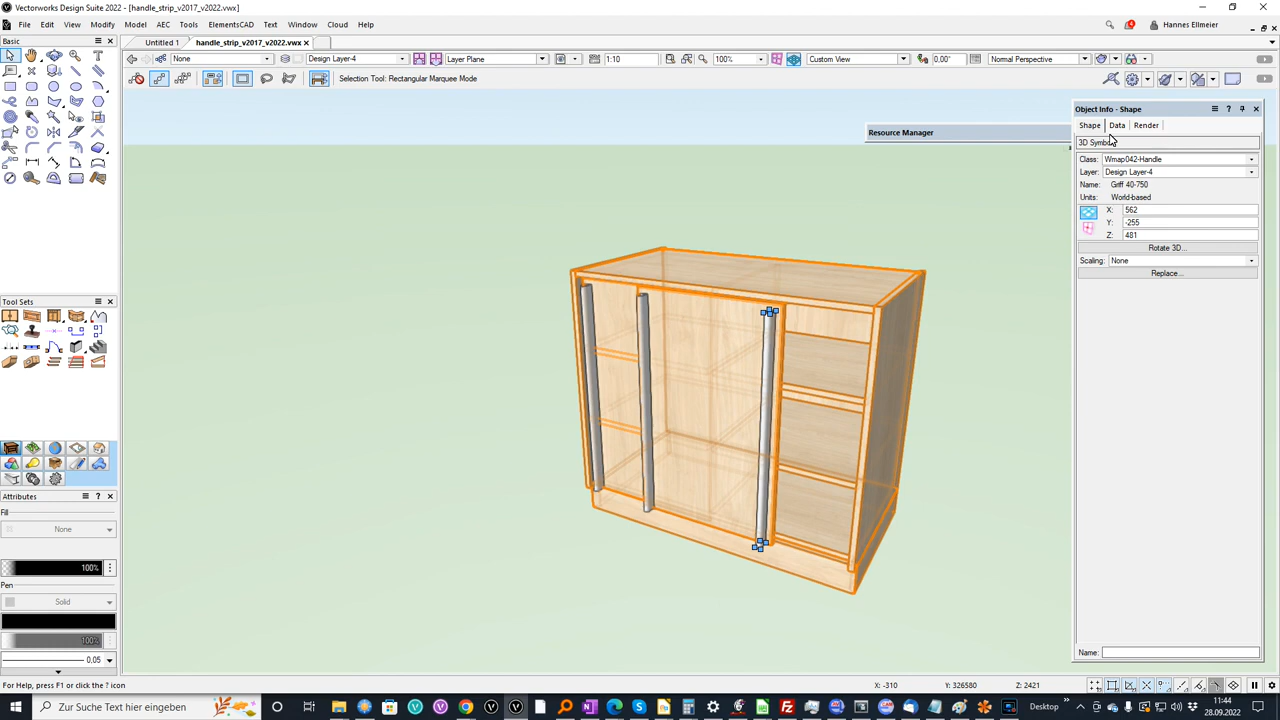 Vectorworks Design Suite 2022 - [handle_strip_v2017_v2022.vwx]
File Edit View Modify Model AEC Tools ElementsCAD Text Window Cloud Help
Hannes Ellmeier
Basic
Untitled 1
handle_strip_v2017_v2022.vwx
None
Design Layer-4
Layer Plane
1:10
100%
Custom View
0,00°
Normal Perspective
Selection Tool: Rectangular Marquee Mode
Object Info - Shape
Shape Data Render
Resource Manager
3D Symbol
Class: Wmap042-Handle
Layer: Design Layer-4
Name: Griff 40-750
Units: World-based
X: 562
Y: -255
Z: 481
Rotate 3D...
Scaling: None
Replace...
Tool Sets
Attributes
Fill
None
100%
Pen
Solid
100%
0,05
Name:
For Help, press F1 or click the ? icon
X: -310
Y: 326580
Z: 2421
Zur Suche Text hier eingeben
Desktop
11:44
28.09.2022